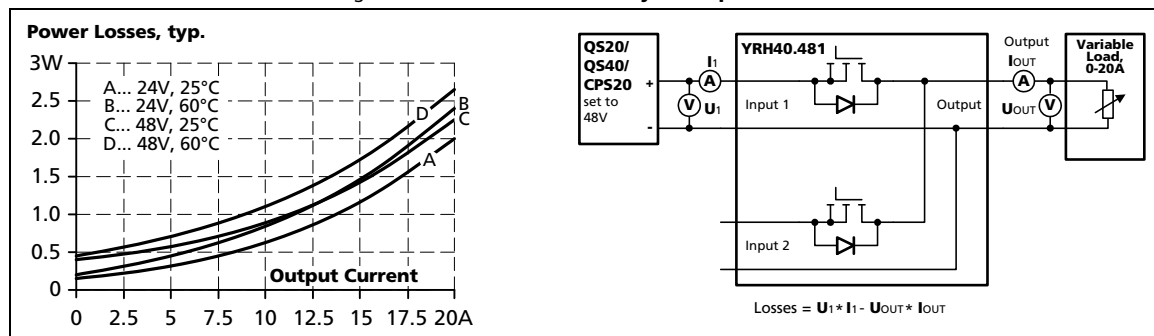 Power Losses, typ.
3W
2.5
2.0
1.5
1.0
0.5
0
A... 24V, 25°C
B... 24V, 60°C
C... 48V, 25°C
D... 48V, 60°C
D
B
C
A
Output Current
0 2.5 5 7.5 10 12.5 15 17.5 20A
QS20/
QS40/
CPS20
set to
48V
+
-
I1
A
V
U1
YRH40.481
Input 1
Output
Input 2
Output
IOUT
A
UOUT
V
Variable
Load,
0-20A
Losses = U1* I1 - UOUT* IOUT